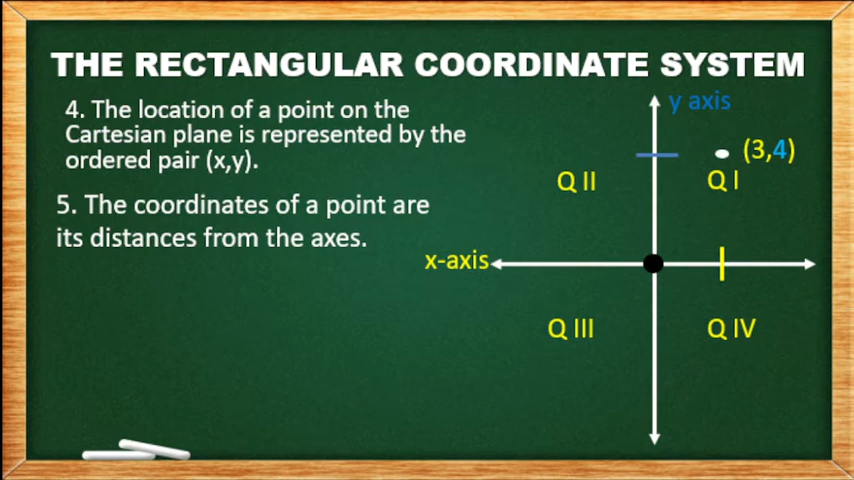 THE RECTANGULAR COORDINATE SYSTEM
4. The location of a point on the
Cartesian plane is represented by the
ordered pair (x,y).
5. The coordinates of a point are
its distances from the axes.
y axis
(3,4)
Q II
Q I
x-axis
Q III
Q IV